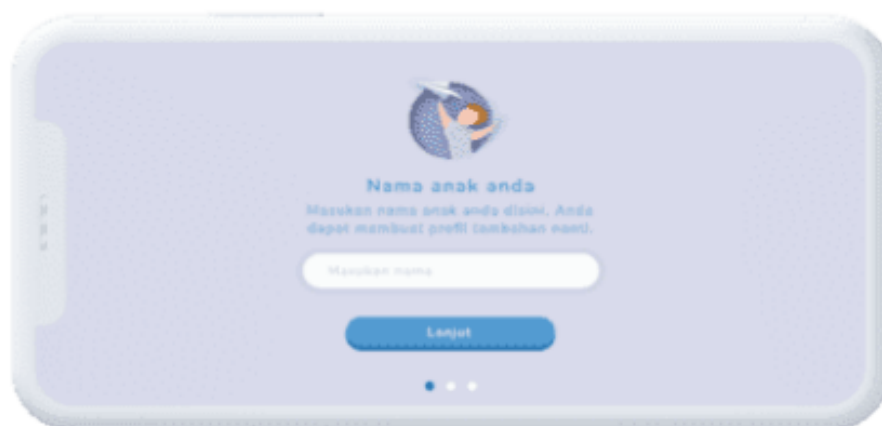 Nama anak anda
Masukan nama anak anda disini. Anda
dapat membuat profil tambahan nanti.
Masukan nama
Lanjut